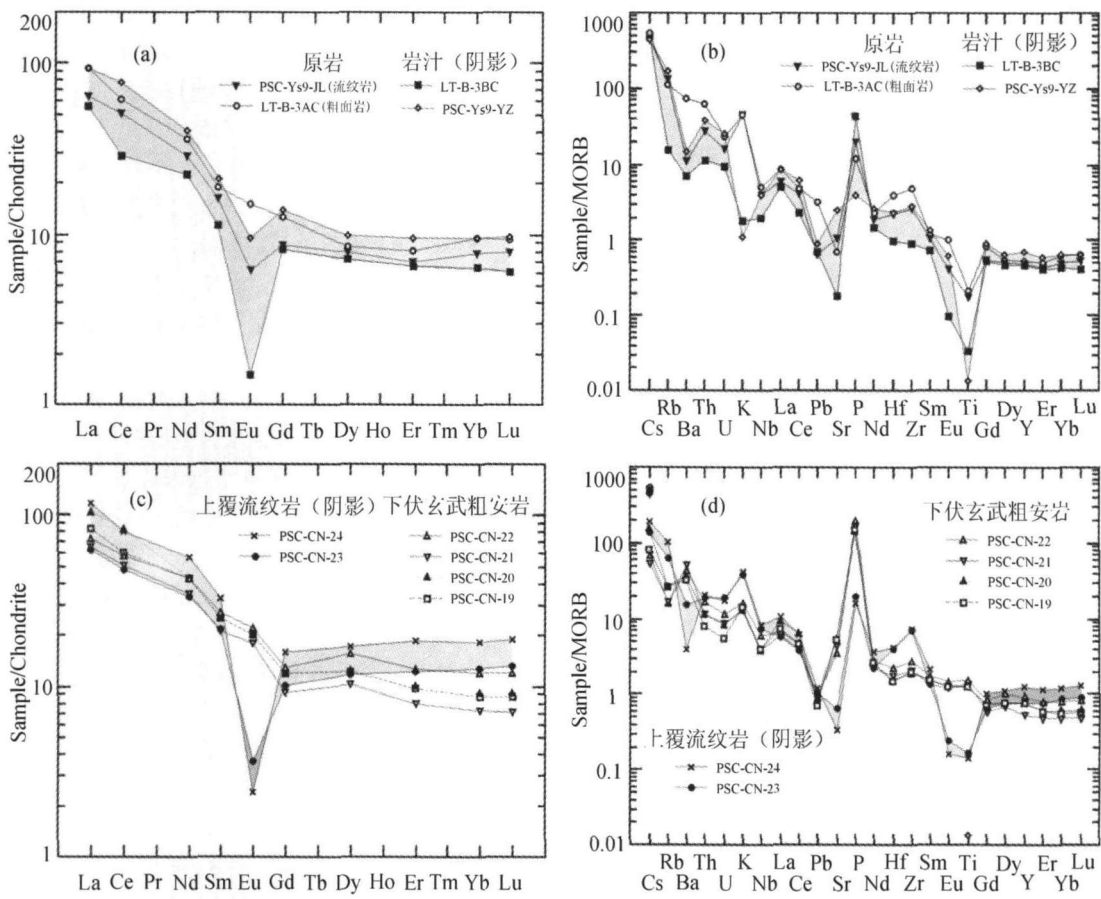 (a)
原岩 岩汁（阴影）
PSC-Ys9-JL(流纹岩) LT-B-3BC
LT-B-3AC(粗面岩) PSC-Ys9-YZ
Sample/Chondrite
200
100
10
1
La Ce Pr Nd Sm Eu Gd Tb Dy Ho Er Tm Yb Lu
(b)
原岩 岩汁（阴影）
PSC-Ys9-JL(流纹岩) LT-B-3BC
LT-B-3AC(粗面岩) PSC-Ys9-YZ
Sample/MORB
1000
100
10
1
0.1
0.01
Rb Th K La Pb P Hf Sm Ti Dy Er Lu
Cs Ba U Nb Ce Sr Nd Zr Eu Gd Y Yb
(c)
上覆流纹岩（阴影）下伏玄武粗安岩
PSC-CN-24 PSC-CN-22
PSC-CN-23 PSC-CN-21
PSC-CN-20
PSC-CN-19
Sample/Chondrite
200
100
10
1
La Ce Pr Nd Sm Eu Gd Tb Dy Ho Er Tm Yb Lu
(d)
下伏玄武粗安岩
PSC-CN-22
PSC-CN-21
PSC-CN-20
PSC-CN-19
上覆流纹岩（阴影）
PSC-CN-24
PSC-CN-23
Sample/MORB
1000
100
10
1
0.1
0.01
Rb Th K La Pb P Hf Sm Ti Dy Er Lu
Cs Ba U Nb Ce Sr Nd Zr Eu Gd Y Yb